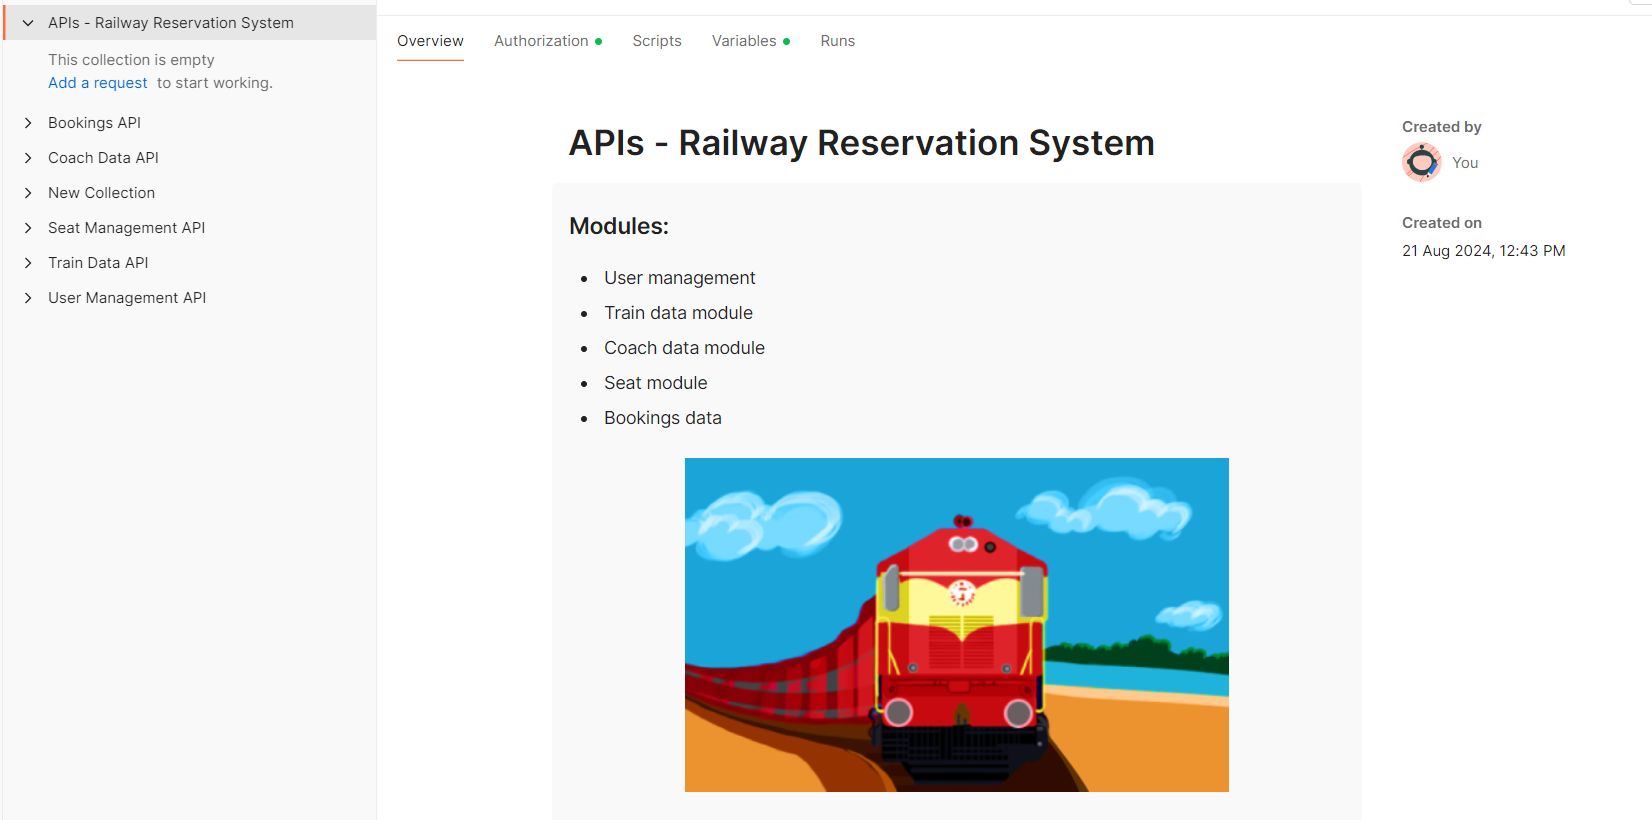 APIs - Railway Reservation System
This collection is empty
Add a request to start working.
Bookings API
Coach Data API
New Collection
Seat Management API
Train Data API
User Management API
Overview Authorization Scripts Variables Runs
APIs - Railway Reservation System
Modules:
User management
Train data module
Coach data module
Seat module
Bookings data
Created by
You
Created on
21 Aug 2024, 12:43 PM